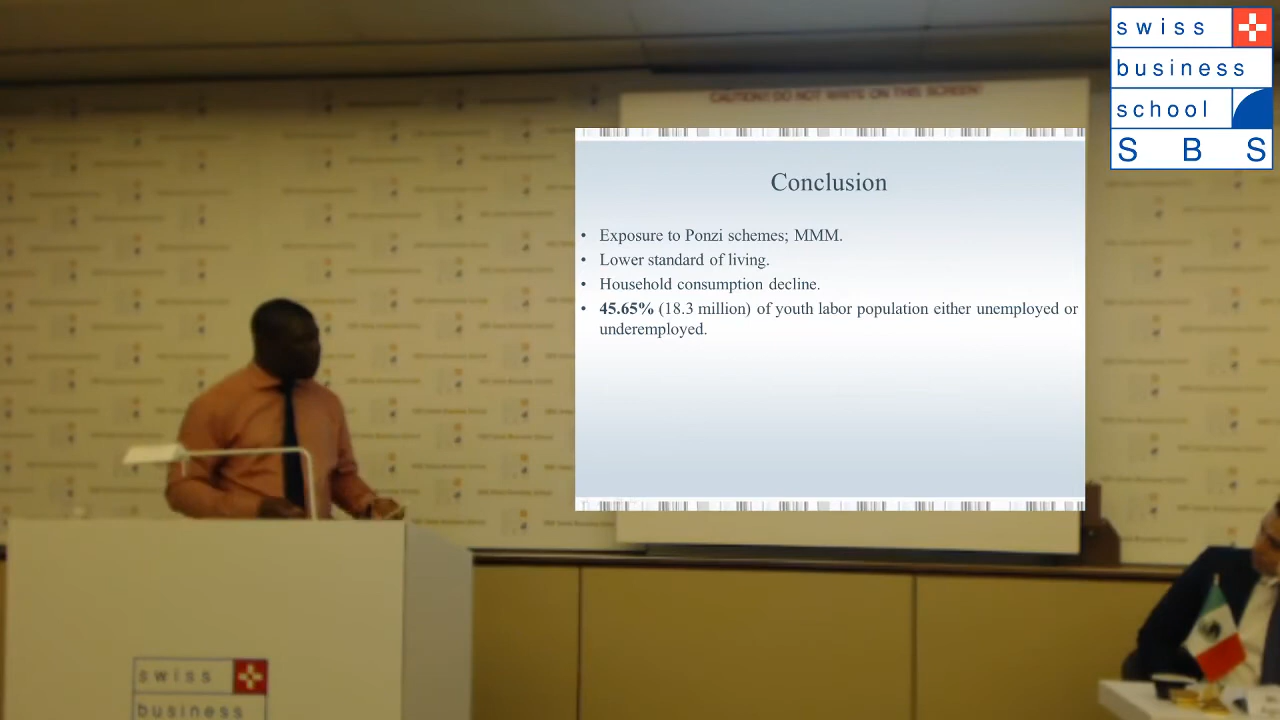 swiss
business
school
S B S
CAUTION! DO NOT WRITE ON THIS SCREEN!
Conclusion
• Exposure to Ponzi schemes; MMM.
• Lower standard of living.
• Household consumption decline.
• 45.65% (18.3 million) of youth labor population either unemployed or
underemployed.
swiss
business